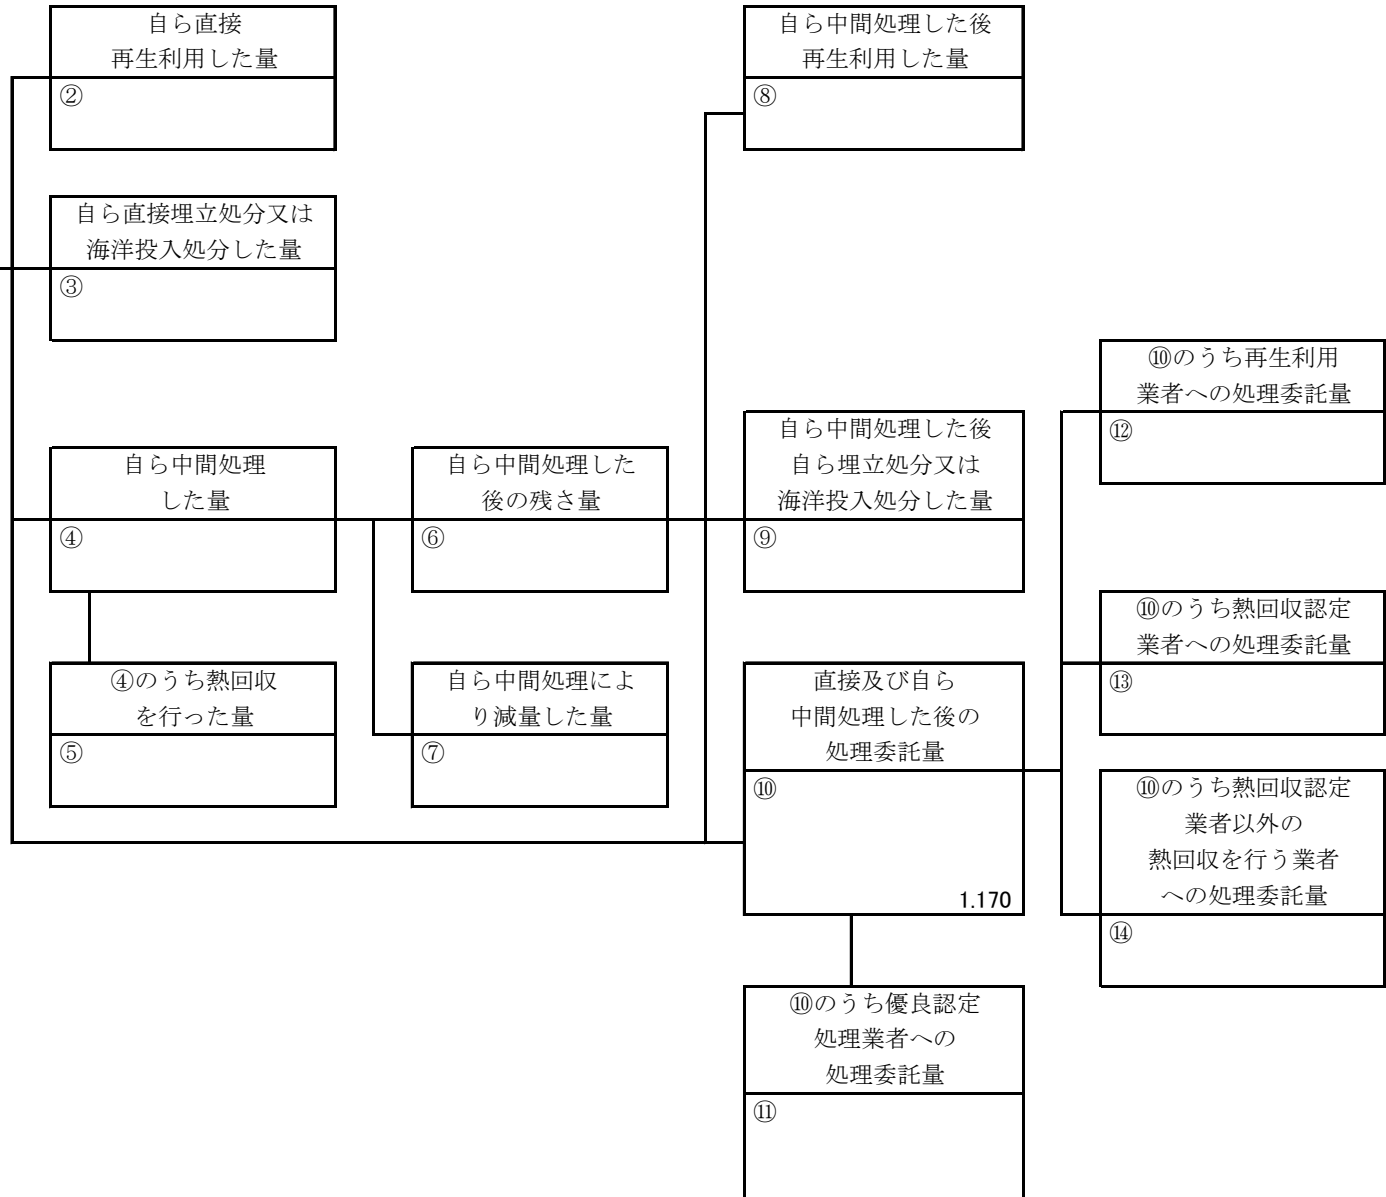 自ら直接
再生利用した量
②
自ら中間処理した後
再生利用した量
⑧
自ら直接埋立処分又は
海洋投入処分した量
③
⑩のうち再生利用
業者への処理委託量
⑫
自ら中間処理
した量
④
自ら中間処理した
後の残さ量
⑥
自ら中間処理した後
自ら埋立処分又は
海洋投入処分した量
⑨
⑩のうち熱回収認定
業者への処理委託量
⑬
④のうち熱回収
を行った量
⑤
自ら中間処理によ
り減量した量
⑦
直接及び自ら
中間処理した後の
処理委託量
⑩
1.170
⑩のうち熱回収認定
業者以外の
熱回収を行う業者
への処理委託量
⑭
⑩のうち優良認定
処理業者への
処理委託量
⑪